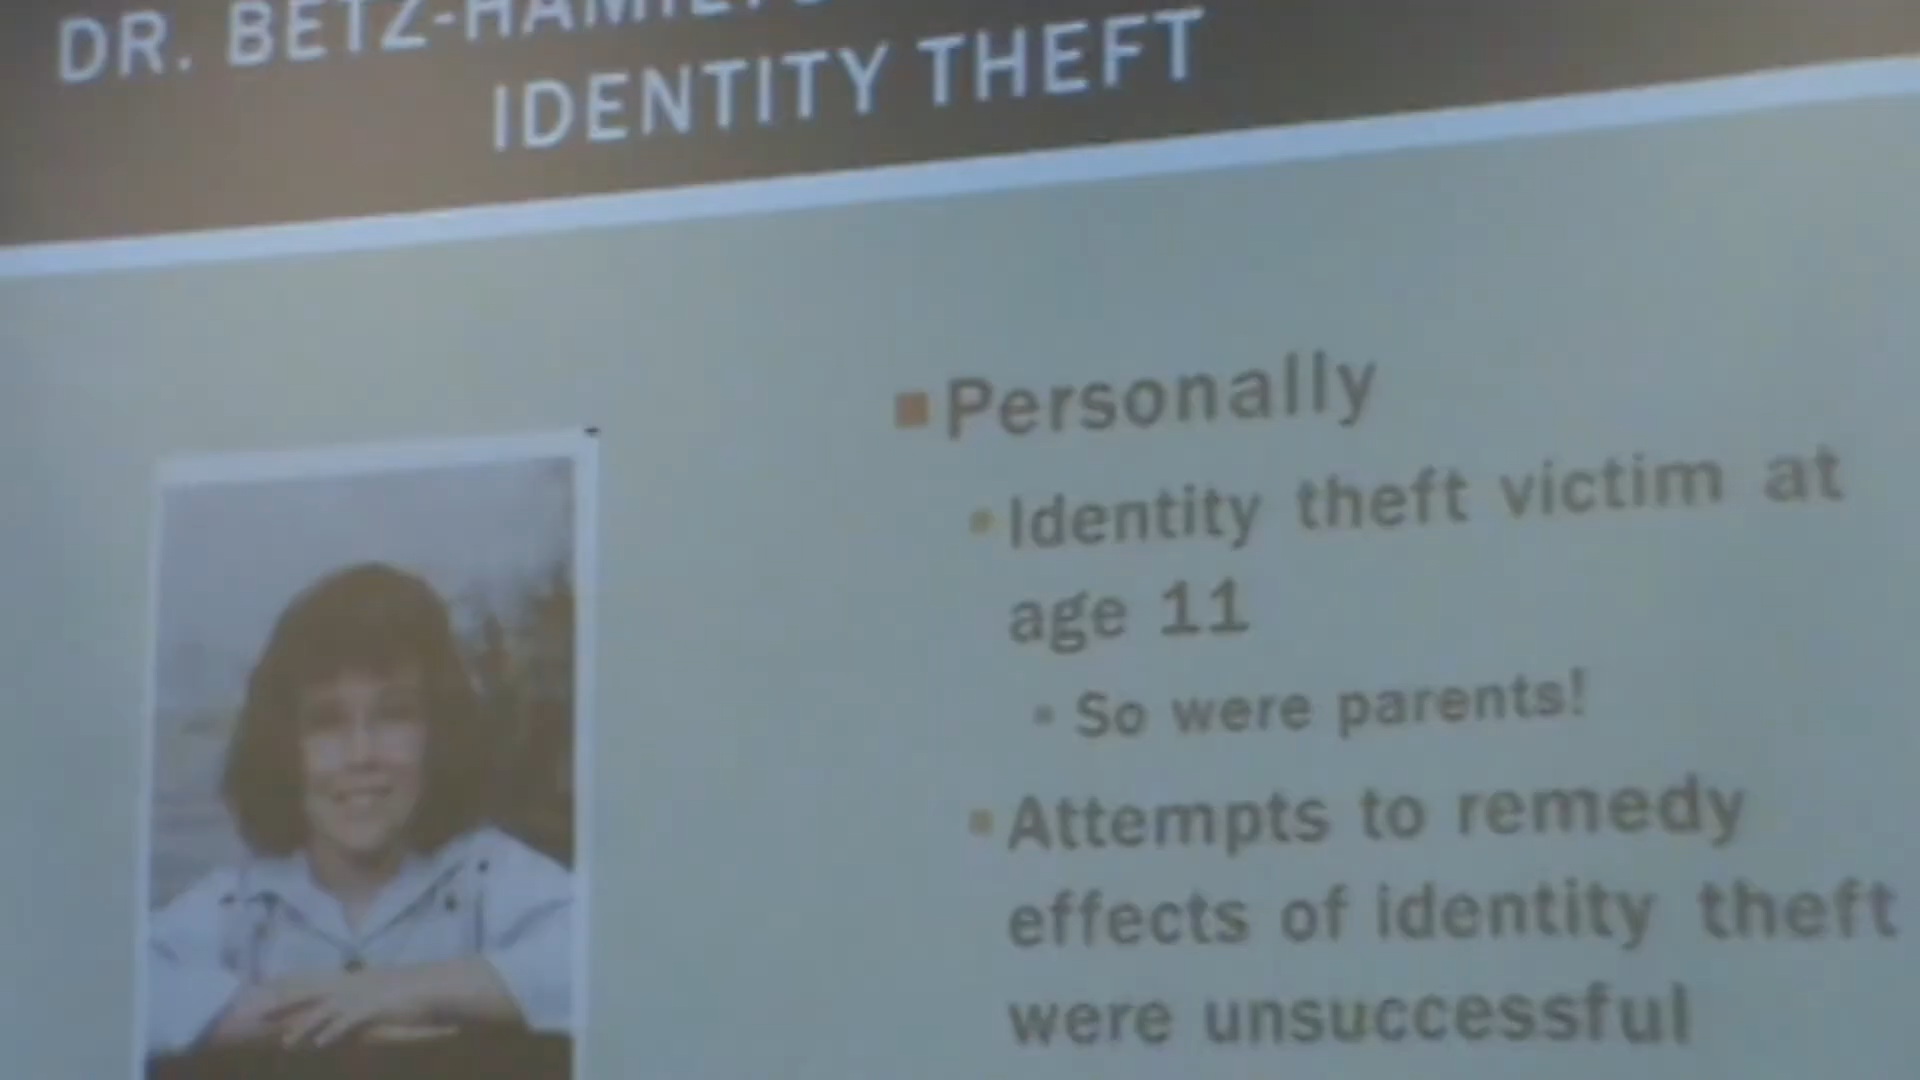 DR. BETZ-HAMILTO
IDENTITY THEFT
Personally
Identity theft victim at
age 11
So were parents!
Attempts to remedy
effects of identity theft
were unsuccessful